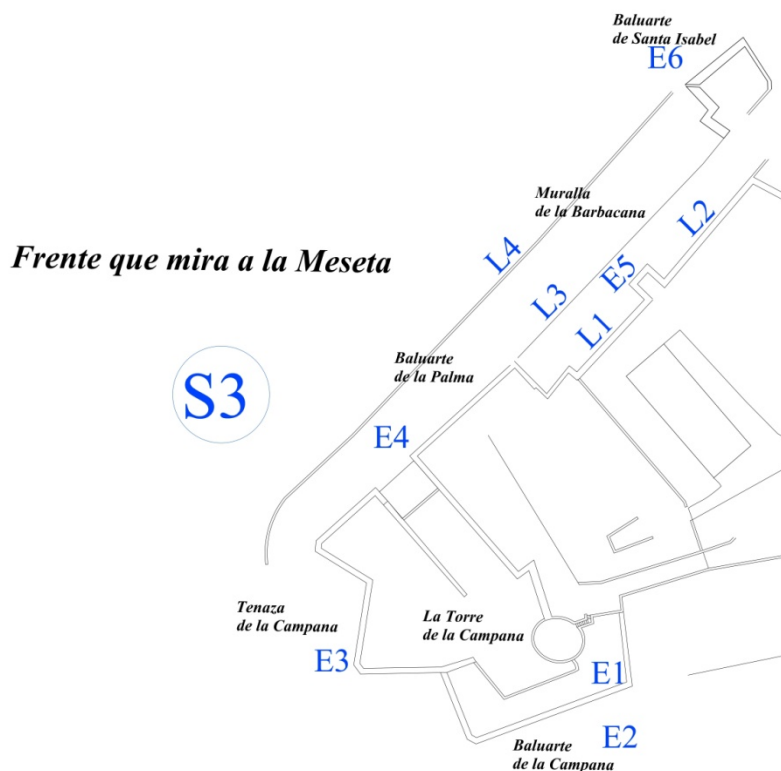 Baluarte
de Santa Isabel
E6
Muralla
de la Barbacana
L2
L4
Frente que mira a la Meseta
E5
L3
L1
Baluarte
de la Palma
S3
E4
Tenaza
de la Campana
La Torre
de la Campana
E3
E1
E2
Baluarte
de la Campana